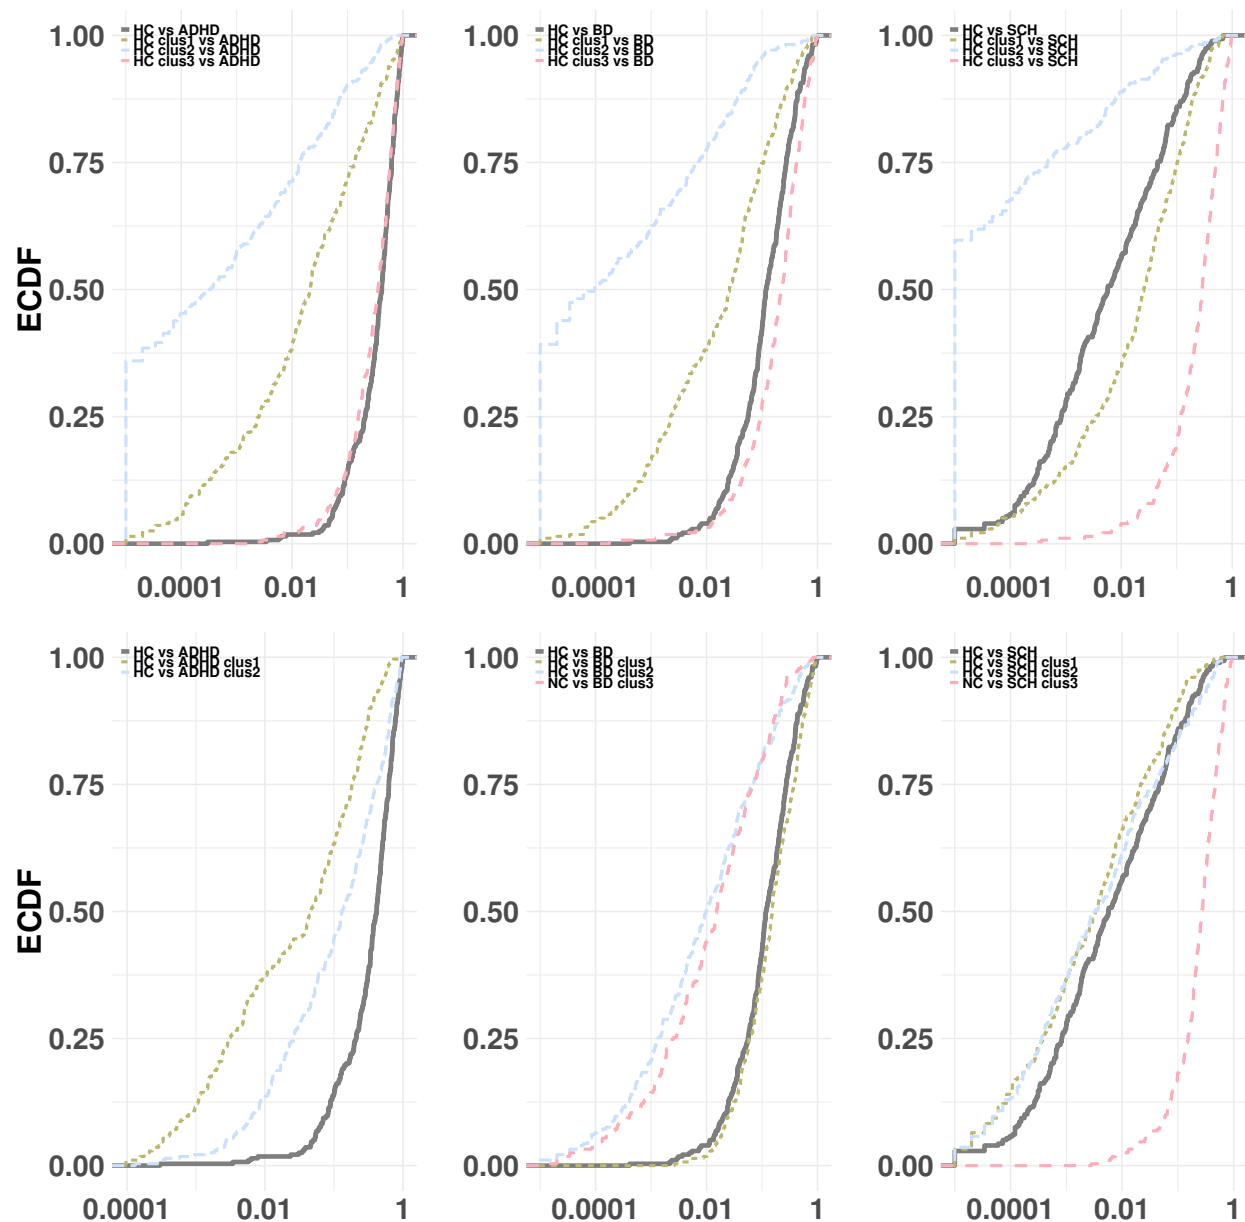 HC vs ADHD
HC clus1 vs ADHD
HC clus2 vs ADHD
HC clus3 vs ADHD
1.00
0.75
0.50
0.25
0.00
ECDF
0.0001 0.01 1
HC vs BD
HC clus1 vs BD
HC clus2 vs BD
HC clus3 vs BD
1.00
0.75
0.50
0.25
0.00
0.0001 0.01 1
HC vs SCH
HC clus1 vs SCH
HC clus2 vs SCH
HC clus3 vs SCH
1.00
0.75
0.50
0.25
0.00
0.0001 0.01 1
HC vs ADHD
HC vs ADHD clus1
HC vs ADHD clus2
1.00
0.75
0.50
0.25
0.00
ECDF
0.0001 0.01 1
HC vs BD
HC vs BD clus1
HC vs BD clus2
NC vs BD clus3
1.00
0.75
0.50
0.25
0.00
0.0001 0.01 1
HC vs SCH
HC vs SCH clus1
HC vs SCH clus2
NC vs SCH clus3
1.00
0.75
0.50
0.25
0.00
0.0001 0.01 1